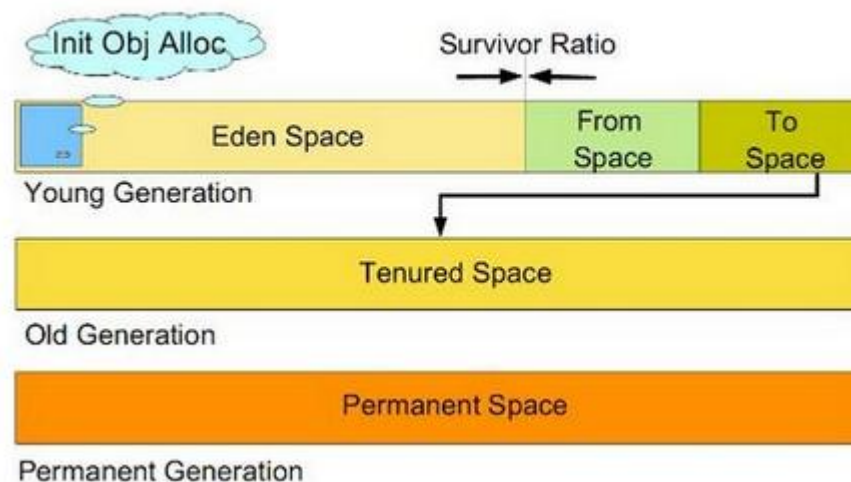 Init Obj Alloc
Survivor Ratio
Eden Space
From
Space
To
Space
Young Generation
Tenured Space
Old Generation
Permanent Space
Permanent Generation